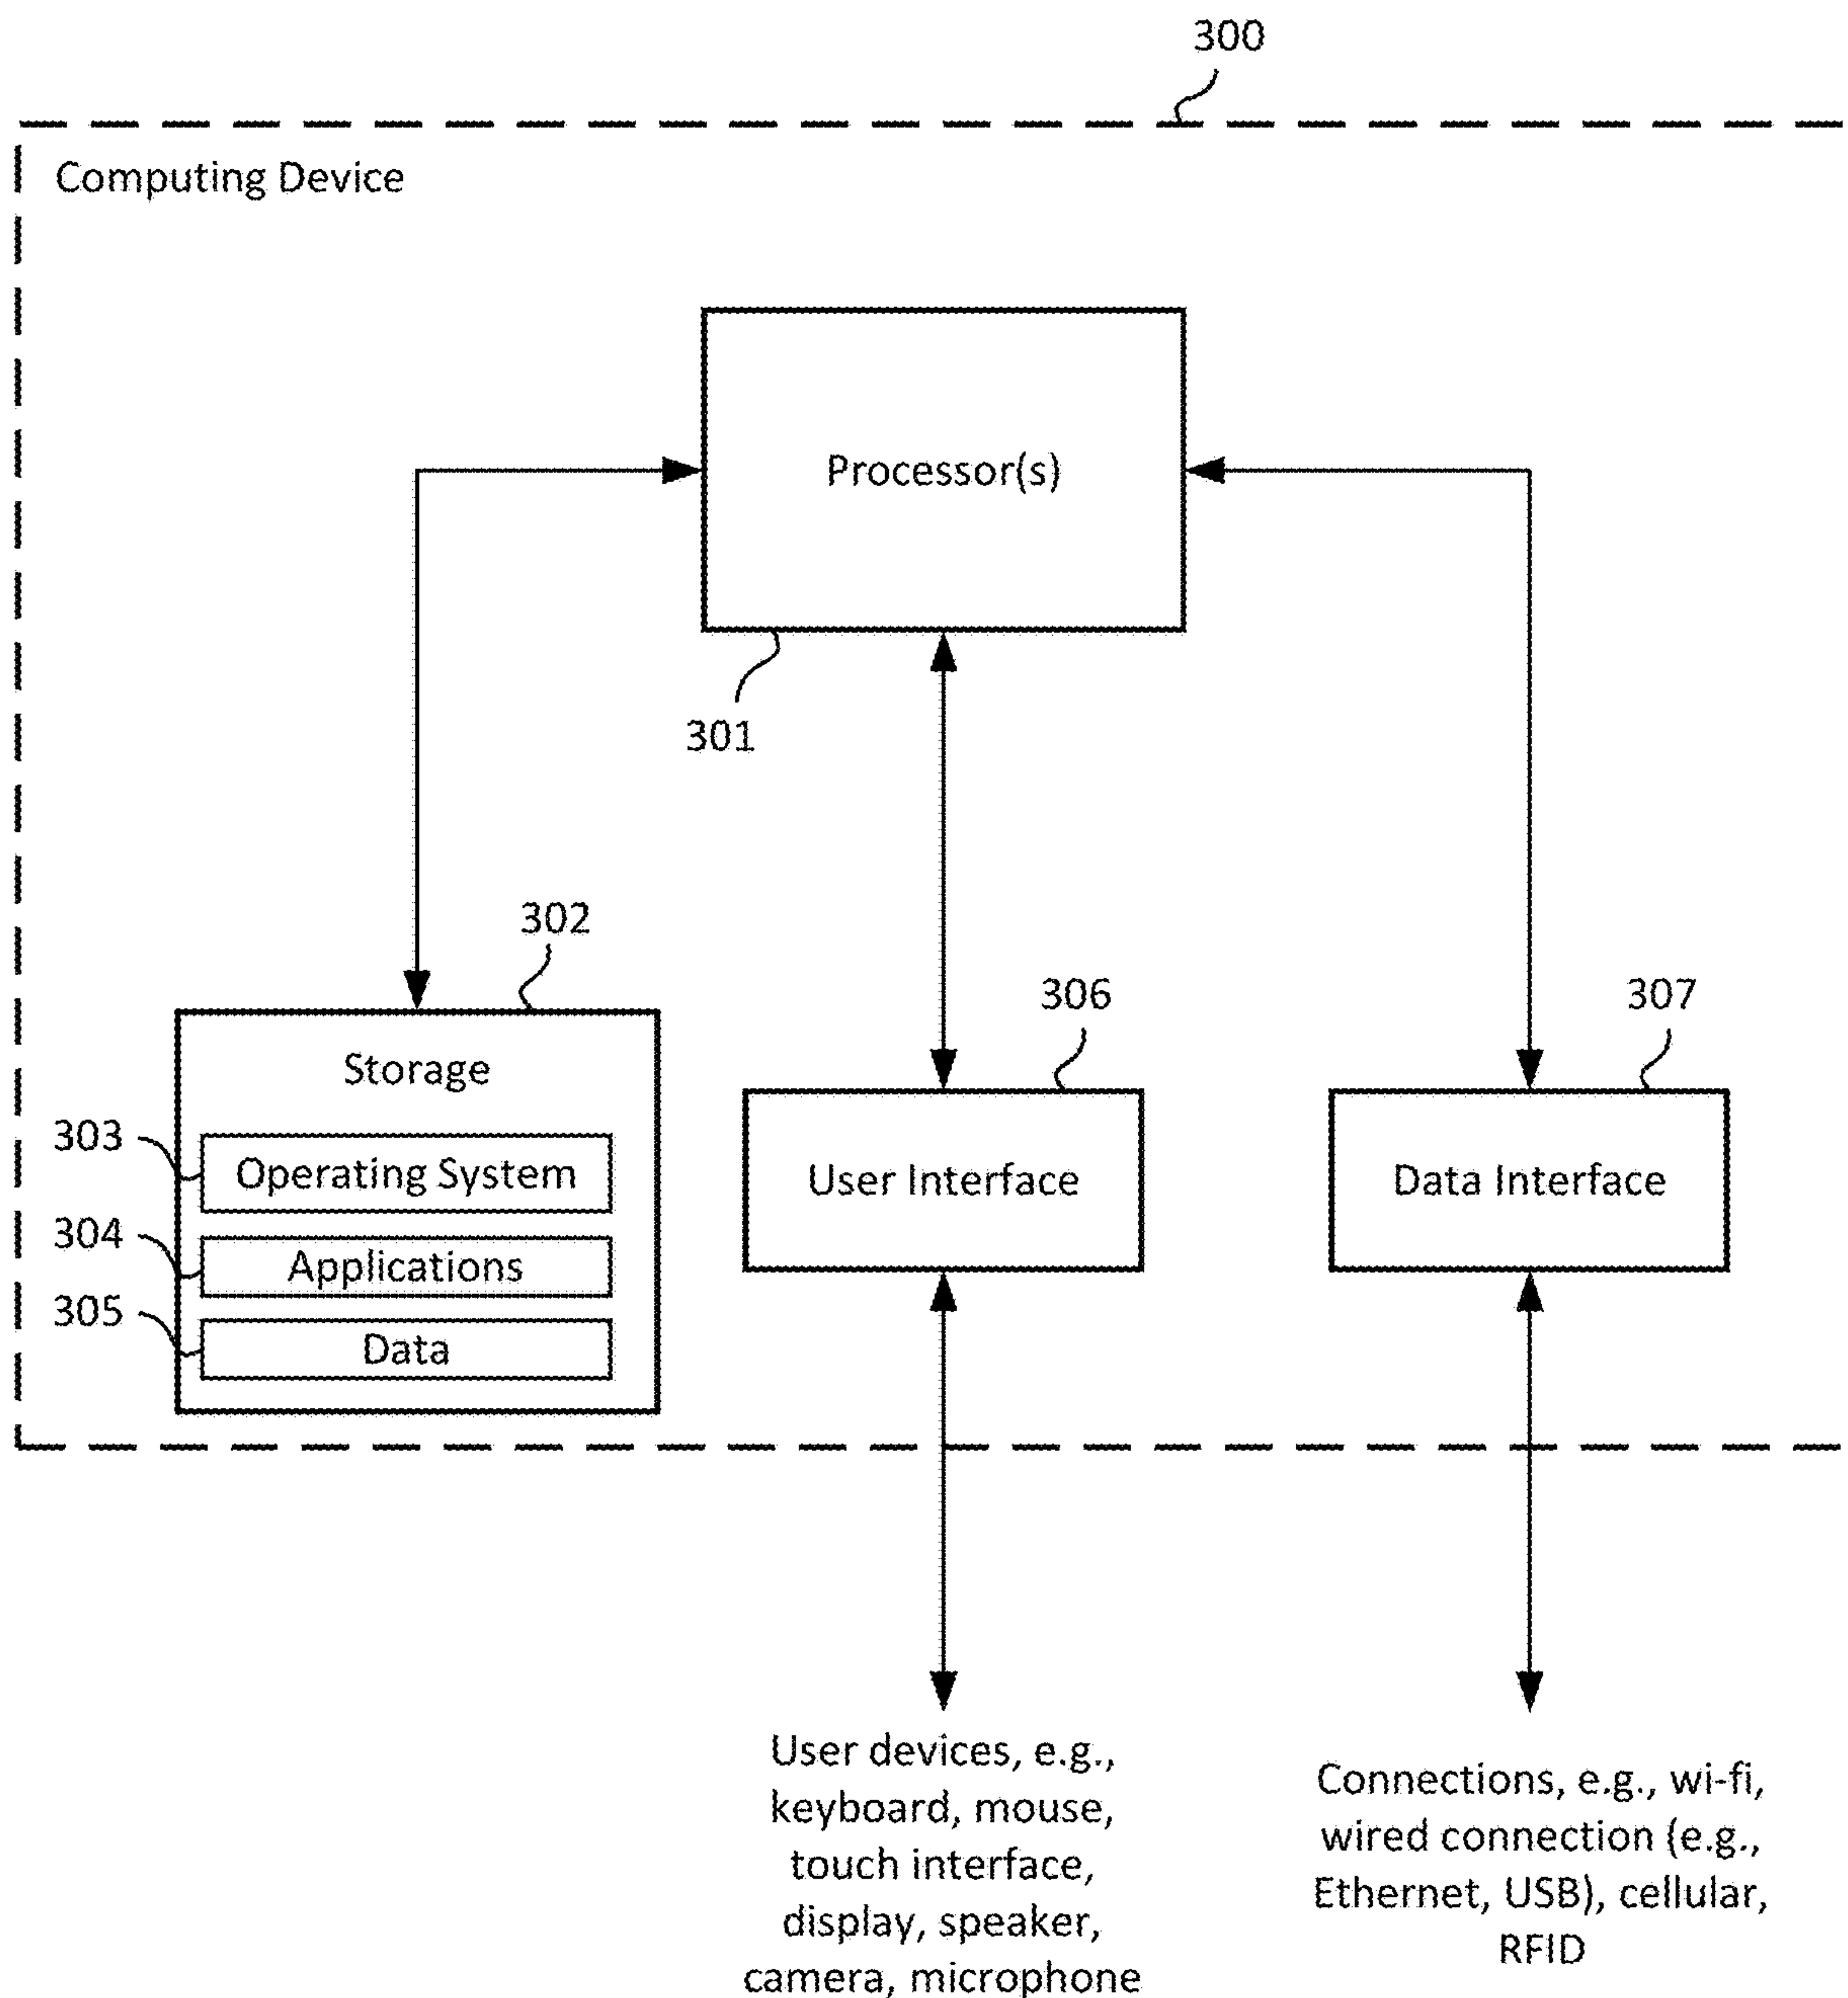 300
Computing Device
Processor(s)
301
302
306
307
Storage
303
Operating System
User Interface
Data Interface
304
Applications
305
Data
User devices, e.g.,
keyboard, mouse,
touch interface,
display, speaker,
camera, microphone
Connections, e.g., wi-fi,
wired connection (e.g.,
Ethernet, USB), cellular,
RFID